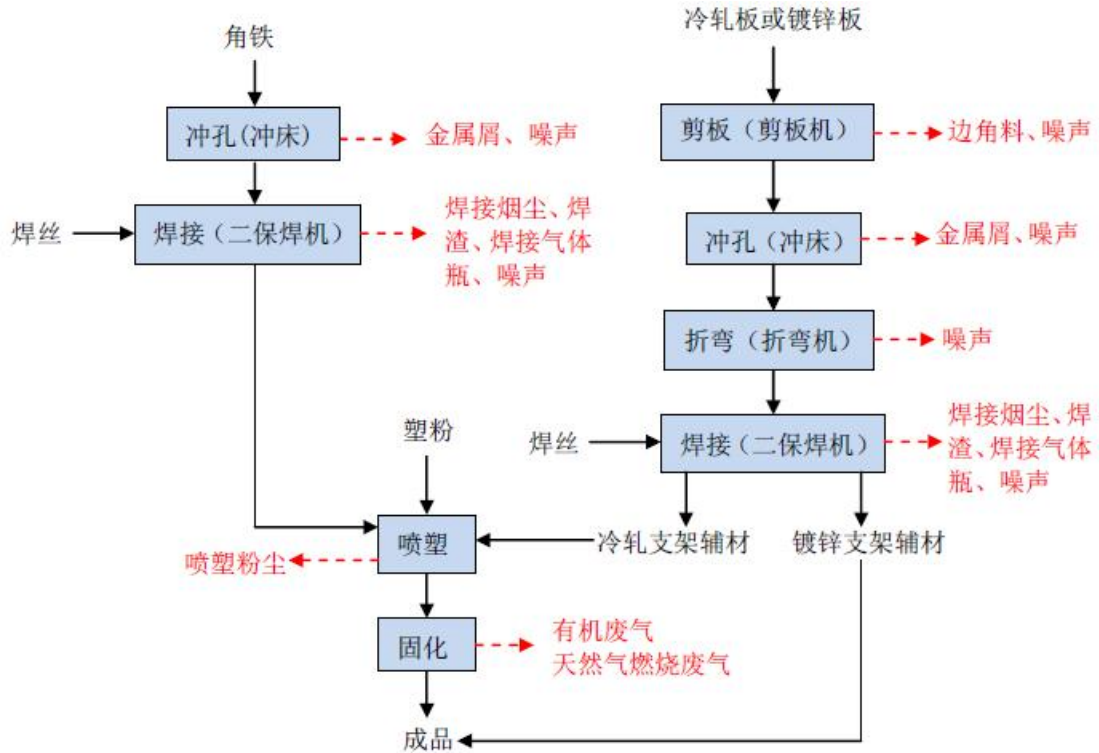 角铁
冷轧板或镀锌板
冲孔(冲床)
金属屑、噪声
剪板（剪板机）
边角料、噪声
焊丝
焊接（二保焊机）
焊接烟尘、焊
渣、焊接气体
瓶、噪声
冲孔（冲床）
金属屑、噪声
折弯（折弯机）
噪声
塑粉
焊丝
焊接（二保焊机）
焊接烟尘、焊
渣、焊接气体
瓶、噪声
喷塑粉尘
喷塑
冷轧支架辅材
镀锌支架辅材
固化
有机废气
天然气燃烧废气
成品